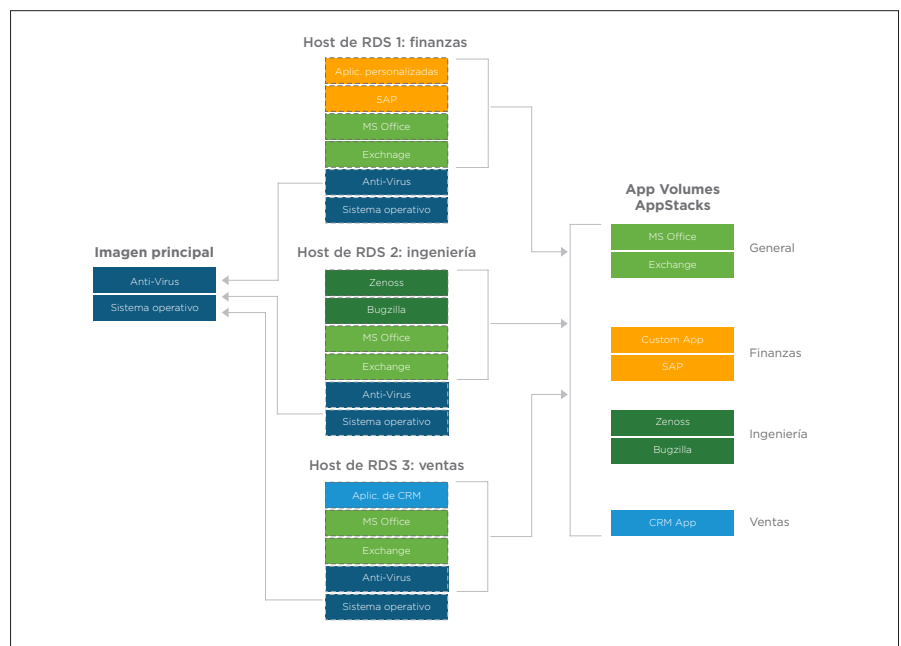 Host de RDS 1: finanzas
Aplic. personalizadas
SAP
MS Office
Exchnage
Anti-Virus
Sistema operativo
Imagen principal
Anti-Virus
Sistema operativo
Host de RDS 2: ingeniería
Zenoss
Bugzilla
MS Office
Exchange
Anti-Virus
Sistema operativo
Host de RDS 3: ventas
Aplic. de CRM
MS Office
Exchange
Anti-Virus
Sistema operativo
App Volumes
AppStacks
MS Office
Exchange
General
Custom App
SAP
Finanzas
Zenoss
Bugzilla
Ingeniería
CRM App
Ventas